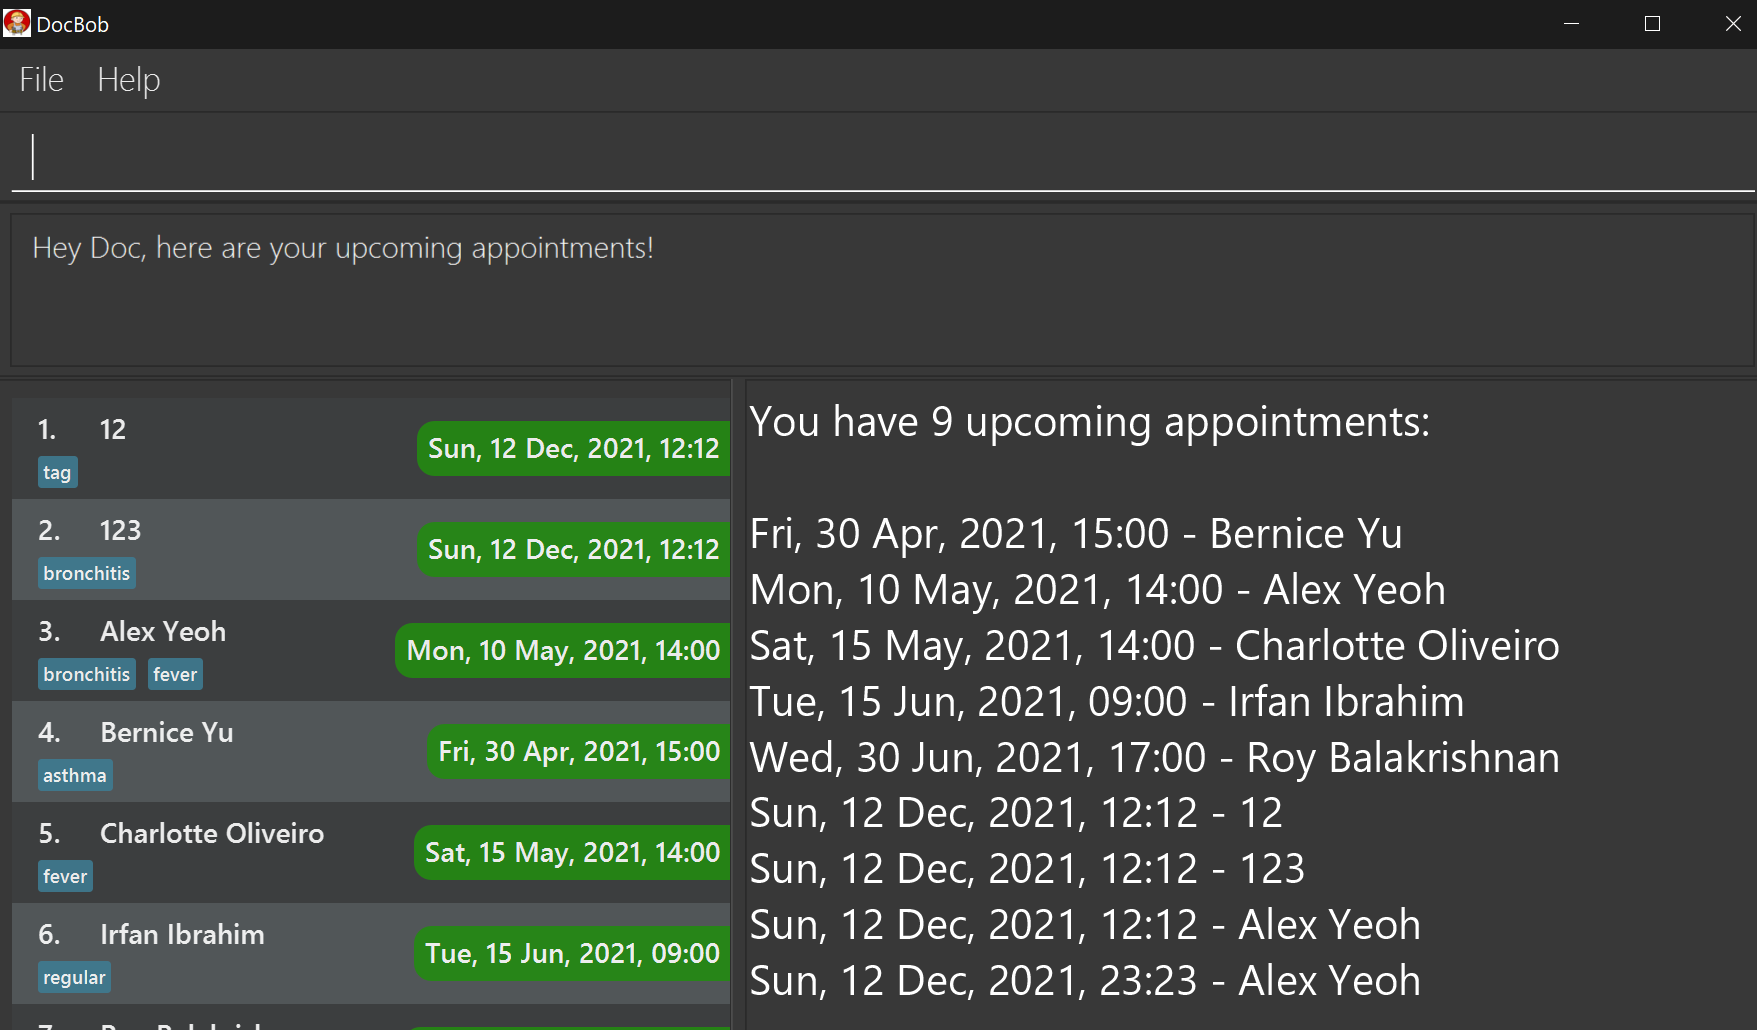 DocBob
File Help
Hey Doc, here are your upcoming appointments!
1. 12
Sun, 12 Dec, 2021, 12:12
tag
2. 123
Sun, 12 Dec, 2021, 12:12
bronchitis
3. Alex Yeoh
Mon, 10 May, 2021, 14:00
bronchitis fever
4. Bernice Yu
Fri, 30 Apr, 2021, 15:00
asthma
5. Charlotte Oliveiro
Sat, 15 May, 2021, 14:00
fever
6. Irfan Ibrahim
Tue, 15 Jun, 2021, 09:00
regular
You have 9 upcoming appointments:
Fri, 30 Apr, 2021, 15:00 - Bernice Yu
Mon, 10 May, 2021, 14:00 - Alex Yeoh
Sat, 15 May, 2021, 14:00 - Charlotte Oliveiro
Tue, 15 Jun, 2021, 09:00 - Irfan Ibrahim
Wed, 30 Jun, 2021, 17:00 - Roy Balakrishnan
Sun, 12 Dec, 2021, 12:12 - 12
Sun, 12 Dec, 2021, 12:12 - 123
Sun, 12 Dec, 2021, 12:12 - Alex Yeoh
Sun, 12 Dec, 2021, 23:23 - Alex Yeoh